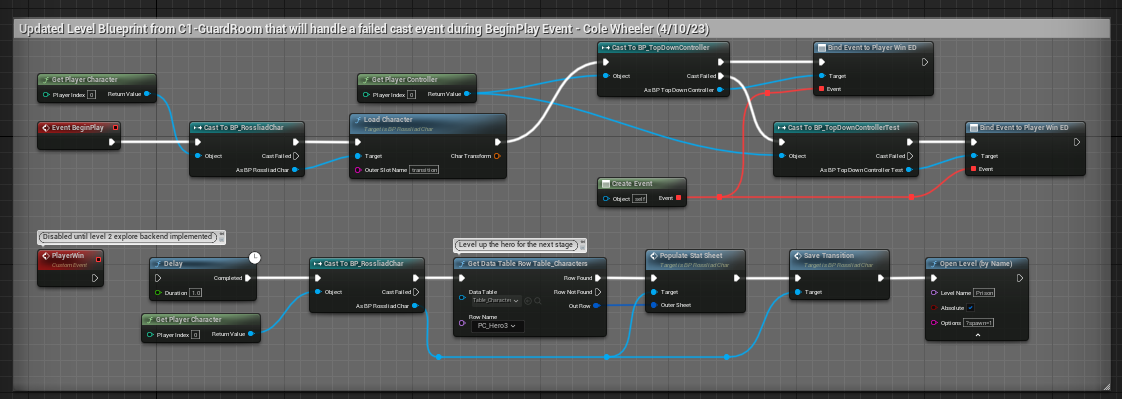 Updated Level Blueprint from C1-GuardRoom that will handle a failed cast event during BeginPlay Event - Cole Wheeler (4/10/23)
Get Player Character
Player Index 0
Return Value
Event BeginPlay
Cast To BP_RossliadChar
Object
Cast Failed
As BP Rossliad Char
Get Player Controller
Player Index 0
Return Value
Load Character
Target is BP Rossliad Char
Target
Char Transform
Outer Slot Name transition
Cast To BP_TopDownController
Object
Cast Failed
As BP Top Down Controller
Bind Event to Player Win ED
Target
Event
Cast To BP_TopDownControllerTest
Object
Cast Failed
As BP Top Down Controller Test
Bind Event to Player Win ED
Target
Event
Create Event
Object self
Event
Disabled until level 2 explore backend implemented
PlayerWin
Custom Event
Delay
Completed
Duration 1.0
Get Player Character
Player Index 0
Return Value
Cast To BP_RossliadChar
Object
Cast Failed
As BP Rossliad Char
Level up the hero for the next stage
Get Data Table Row Table_Characters
Row Found
Data Table
Table_Character
Row Not Found
Out Row
Row Name
PC_Hero3
Populate Stat Sheet
Target is BP Rossliad Char
Target
Outer Sheet
Save Transition
Target is BP Rossliad Char
Target
Open Level (by Name)
Level Name Prison
Absolute
Options ?spawn=1